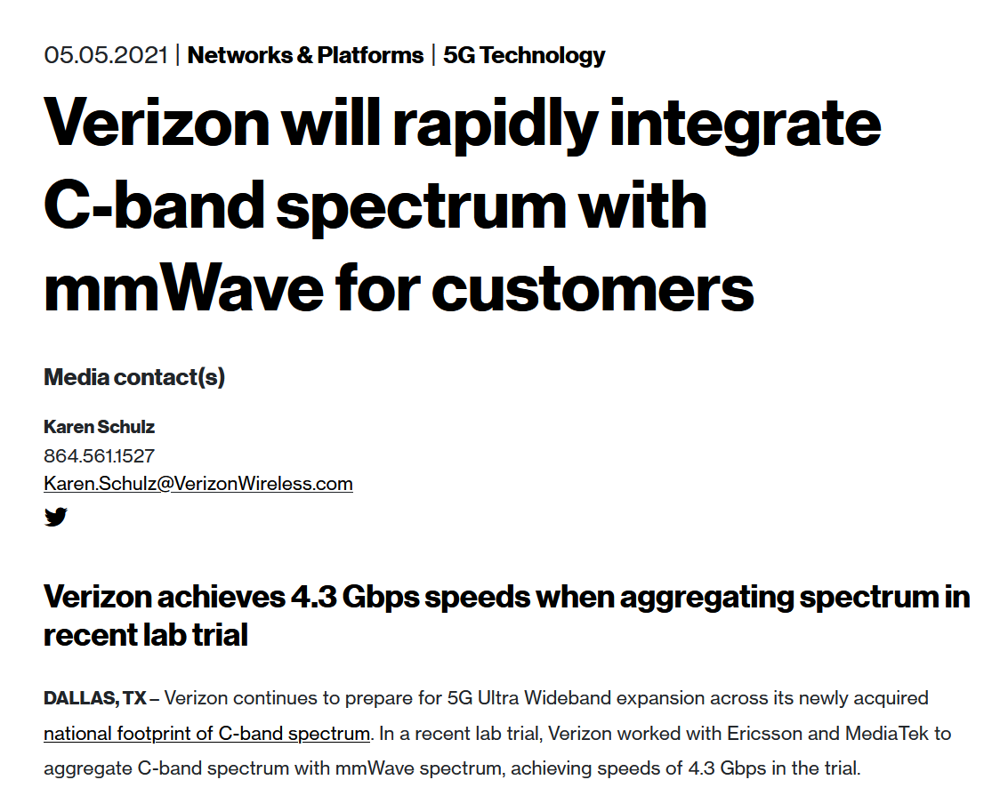 05.05.2021 | Networks & Platforms | 5G Technology
Verizon will rapidly integrate
C-band spectrum with
mmWave for customers
Media contact(s)
Karen Schulz
864.561.1527
Karen.Schulz@VerizonWireless.com
Verizon achieves 4.3 Gbps speeds when aggregating spectrum in
recent lab trial
DALLAS, TX – Verizon continues to prepare for 5G Ultra Wideband expansion across its newly acquired
national footprint of C-band spectrum. In a recent lab trial, Verizon worked with Ericsson and MediaTek to
aggregate C-band spectrum with mmWave spectrum, achieving speeds of 4.3 Gbps in the trial.